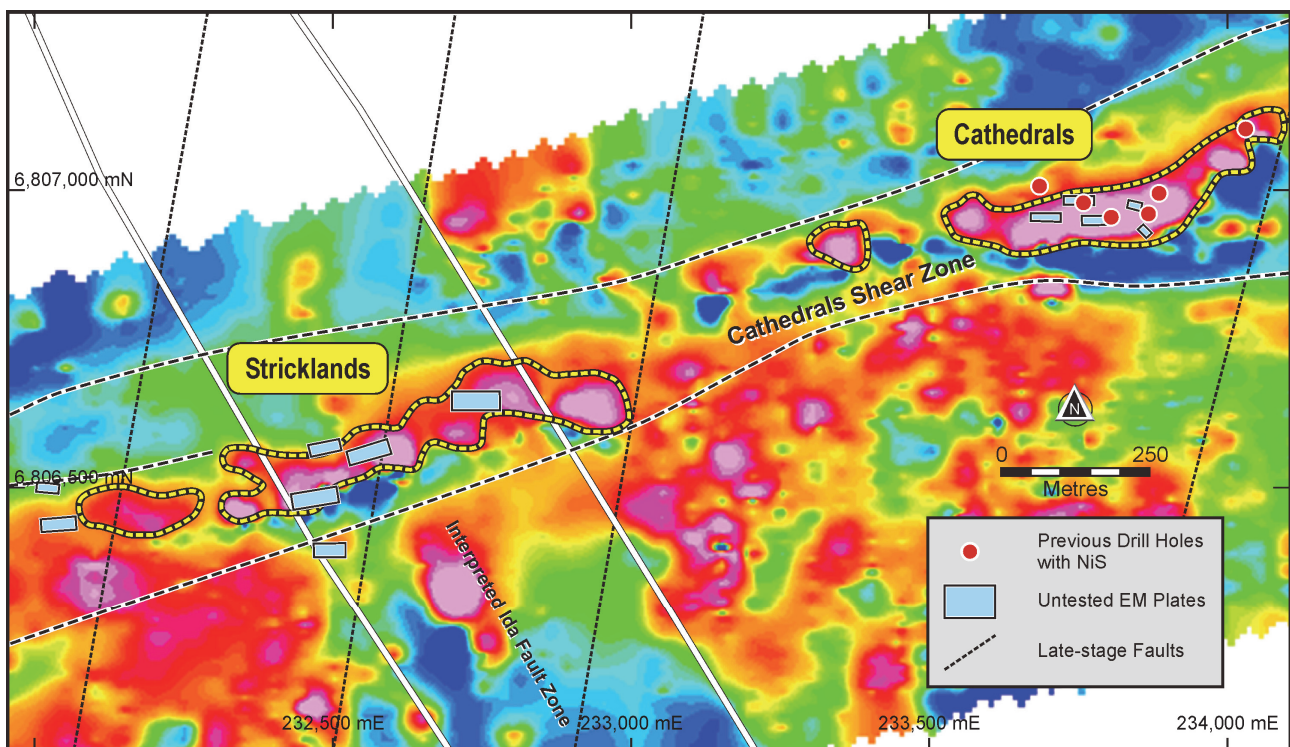 Cathedrals
6,807,000 mN
Cathedrals Shear Zone
Stricklands
N
0 250
Metres
6,806,500 mN
Interpreted Ida Fault Zone
Previous Drill Holes
with NiS
Untested EM Plates
Late-stage Faults
232,500 mE
233,000 mE
233,500 mE
234,000 mE